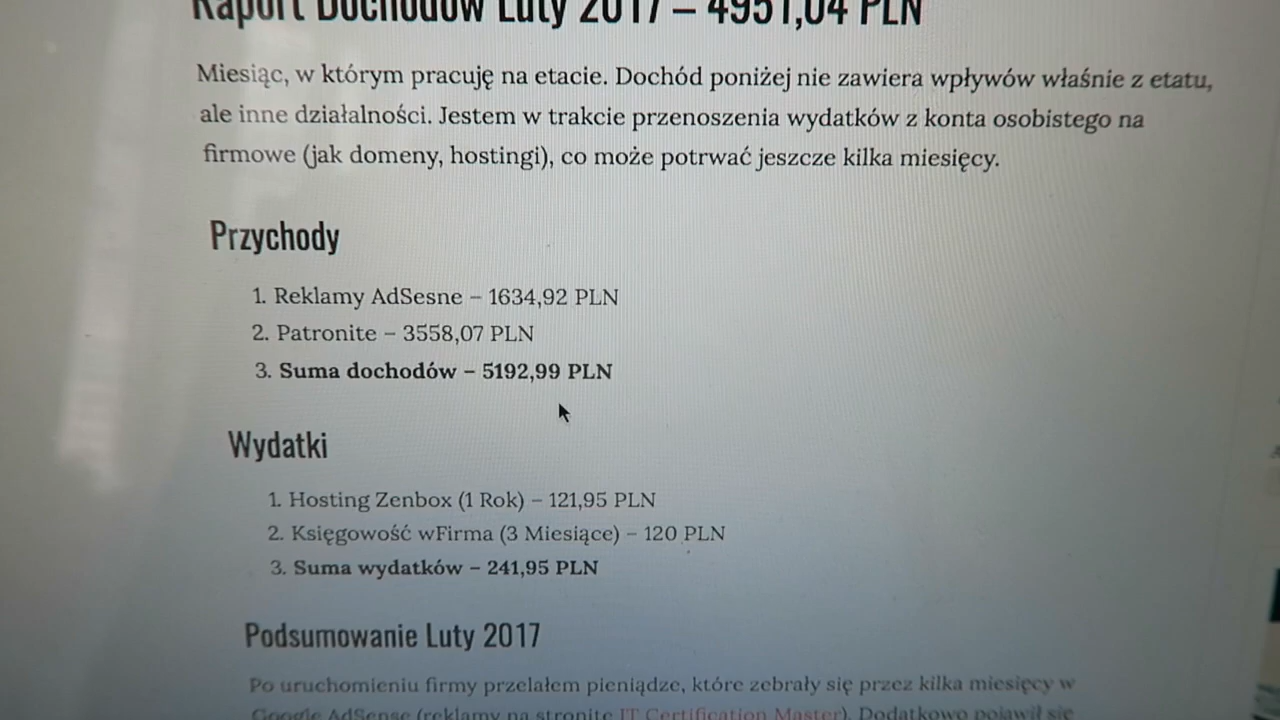 Raport Dochodów Luty 2017 – 4951,04 PLN
Miesiąc, w którym pracuję na etacie. Dochód poniżej nie zawiera wpływów właśnie z etatu,
ale inne działalności. Jestem w trakcie przenoszenia wydatków z konta osobistego na
firmowe (jak domeny, hostingi), co może potrwać jeszcze kilka miesięcy.
Przychody
1. Reklamy AdSesne – 1634,92 PLN
2. Patronite – 3558,07 PLN
3. Suma dochodów – 5192,99 PLN
Wydatki
1. Hosting Zenbox (1 Rok) – 121,95 PLN
2. Księgowość wFirma (3 Miesiące) – 120 PLN
3. Suma wydatków – 241,95 PLN
Podsumowanie Luty 2017
Po uruchomieniu firmy przelałem pieniądze, które zebrały się przez kilka miesięcy w
Google AdSense (reklamy na stronite IT Certification Master). Dodatkowo pojawił się